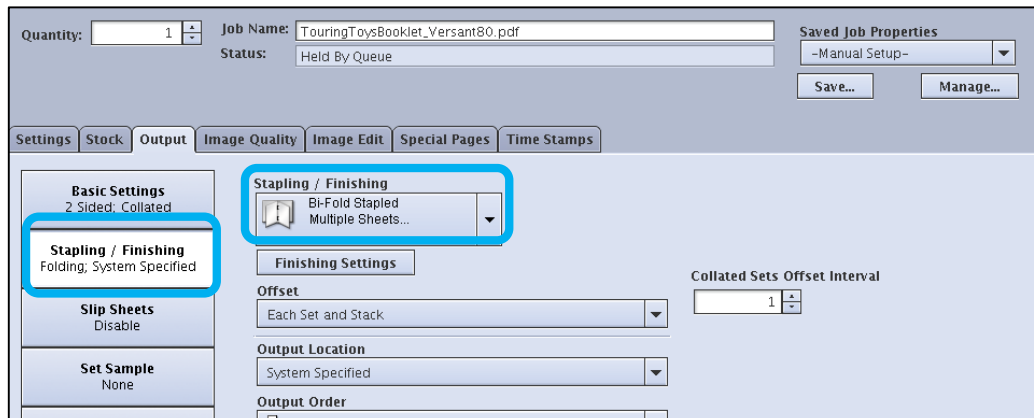 Quantity:
1
Job Name:
TouringToysBooklet_Versant80.pdf
Status:
Held By Queue
Saved Job Properties
-Manual Setup-
Save...
Manage...
Settings
Stock
Output
Image Quality
Image Edit
Special Pages
Time Stamps
Basic Settings
2 Sided; Collated
Stapling / Finishing
Folding; System Specified
Slip Sheets
Disable
Set Sample
None
Stapling / Finishing
Bi-Fold Stapled
Multiple Sheets...
Finishing Settings
Offset
Each Set and Stack
Output Location
System Specified
Output Order
Collated Sets Offset Interval
1